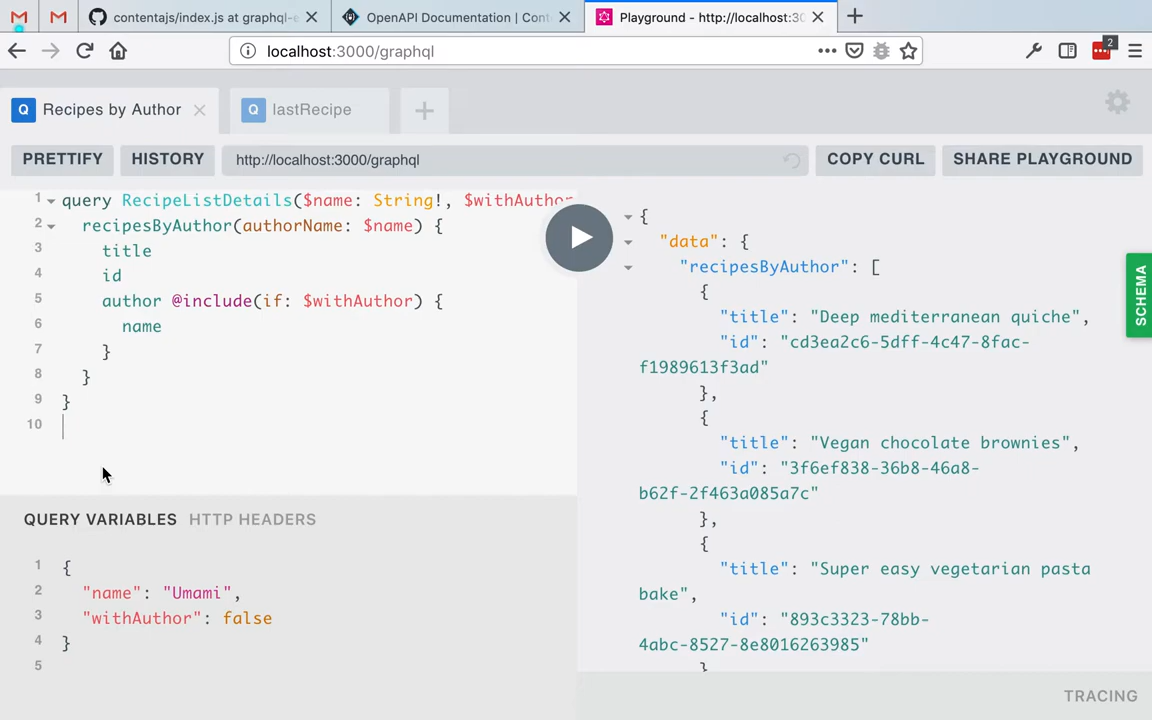 contentajs/index.js at graphql-e
OpenAPI Documentation | Cont
Playground - http://localhost:30
localhost:3000/graphql
2
Q Recipes by Author
Q lastRecipe
PRETTIFY
HISTORY
http://localhost:3000/graphql
COPY CURL
SHARE PLAYGROUND
1 query RecipeListDetails($name: String!, $withAuthor
2 recipesByAuthor(authorName: $name) {
3 title
4 id
5 author @include(if: $withAuthor) {
6 name
7 }
8 }
9 }
10
QUERY VARIABLES HTTP HEADERS
1 {
2 "name": "Umami",
3 "withAuthor": false
4 }
5
{
"data": {
"recipesByAuthor": [
{
"title": "Deep mediterranean quiche",
"id": "cd3ea2c6-5dff-4c47-8fac-
f1989613f3ad"
},
{
"title": "Vegan chocolate brownies",
"id": "3f6ef838-36b8-46a8-
b62f-2f463a085a7c"
},
{
"title": "Super easy vegetarian pasta
bake",
"id": "893c3323-78bb-
4abc-8527-8e8016263985"
}
SCHEMA
TRACING